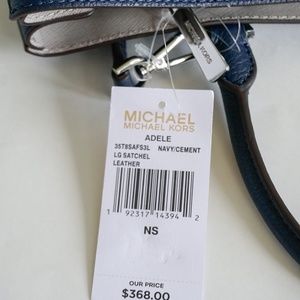 MICHAEL
MICHAEL KORS
ADELE
35T8SAFS3L NAVY/CEMENT
LG SATCHEL
LEATHER
1 92317 14394 2
NS
OUR PRICE
$368.00